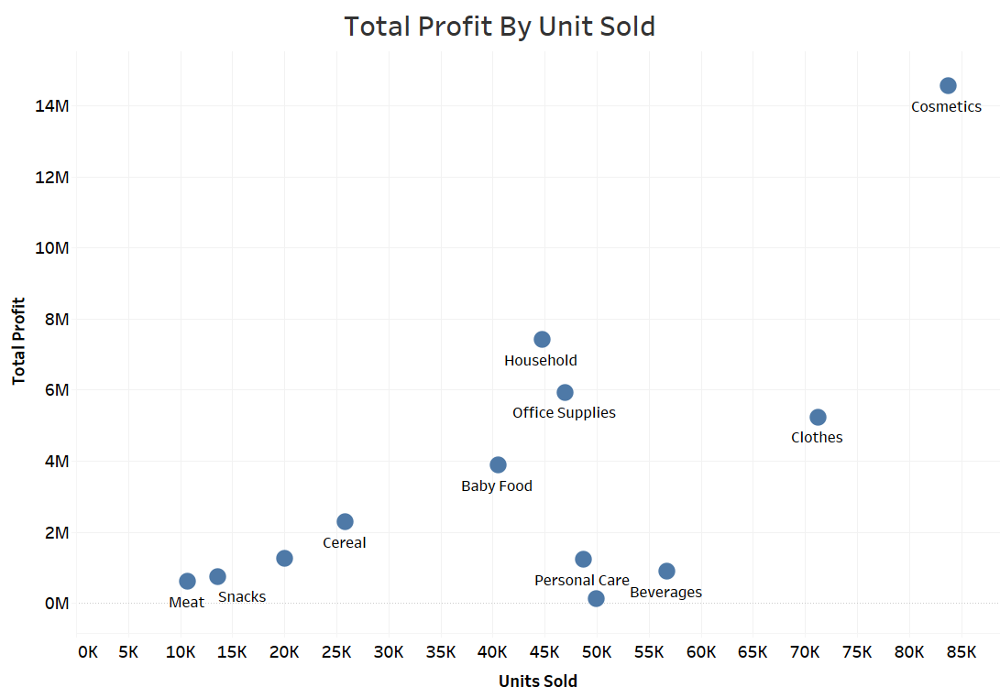 Total Profit By Unit Sold
14M
12M
10M
8M
6M
4M
2M
0M
Total Profit
Cosmetics
Household
Office Supplies
Clothes
Baby Food
Cereal
Personal Care
Beverages
Meat
Snacks
0K 5K 10K 15K 20K 25K 30K 35K 40K 45K 50K 55K 60K 65K 70K 75K 80K 85K
Units Sold